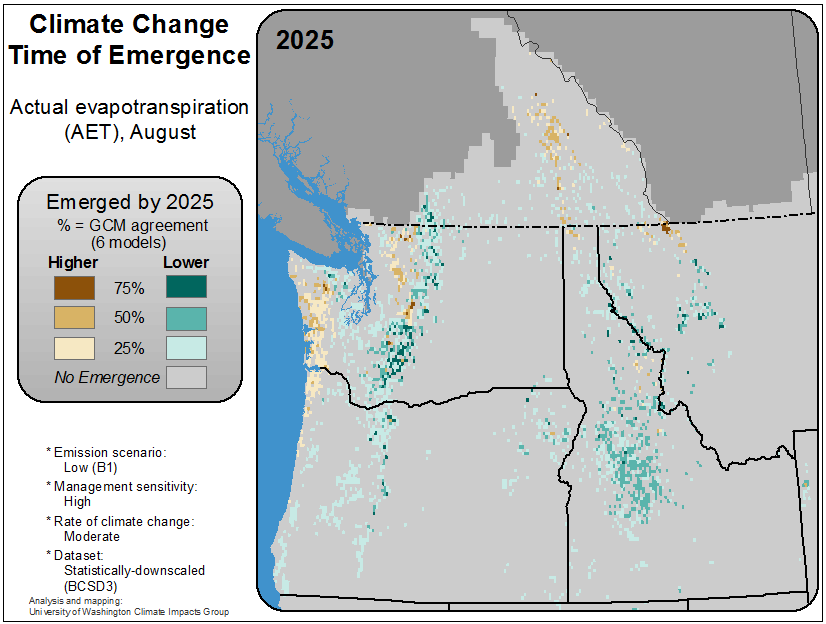 Climate Change
Time of Emergence
Actual evapotranspiration
(AET), August
Emerged by 2025
% = GCM agreement
(6 models)
Higher Lower
75%
50%
25%
No Emergence
* Emission scenario:
Low (B1)
* Management sensitivity:
High
* Rate of climate change:
Moderate
* Dataset:
Statistically-downscaled
(BCSD3)
Analysis and mapping:
University of Washington Climate Impacts Group
2025